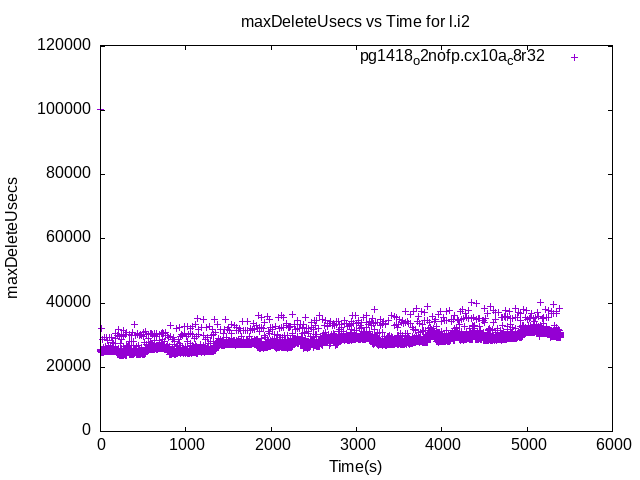 maxDeleteUsecs vs Time for l.i2
pg1418o2nofp.cx10ac8r32
120000
100000
80000
60000
40000
20000
0
maxDeleteUsecs
0 1000 2000 3000 4000 5000 6000
Time(s)